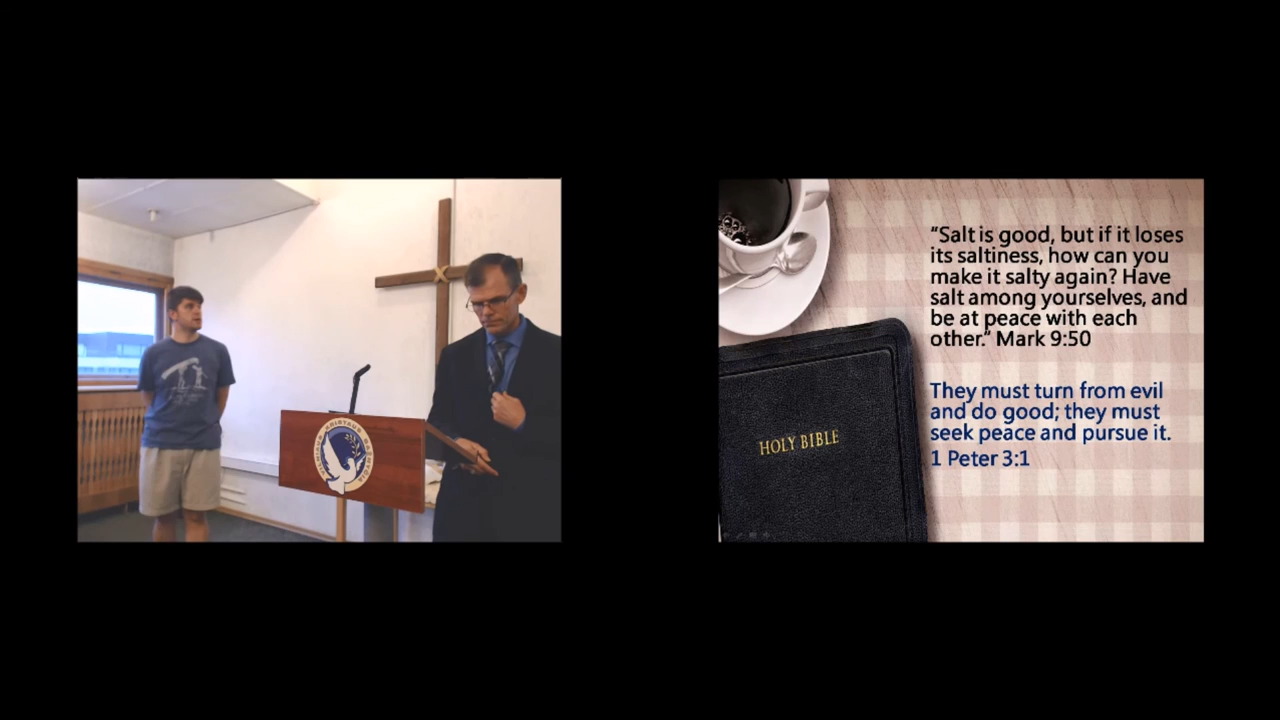 “Salt is good, but if it loses
its saltiness, how can you
make it salty again? Have
salt among yourselves, and
be at peace with each
other.” Mark 9:50
They must turn from evil
and do good; they must
seek peace and pursue it.
1 Peter 3:1
HOLY BIBLE